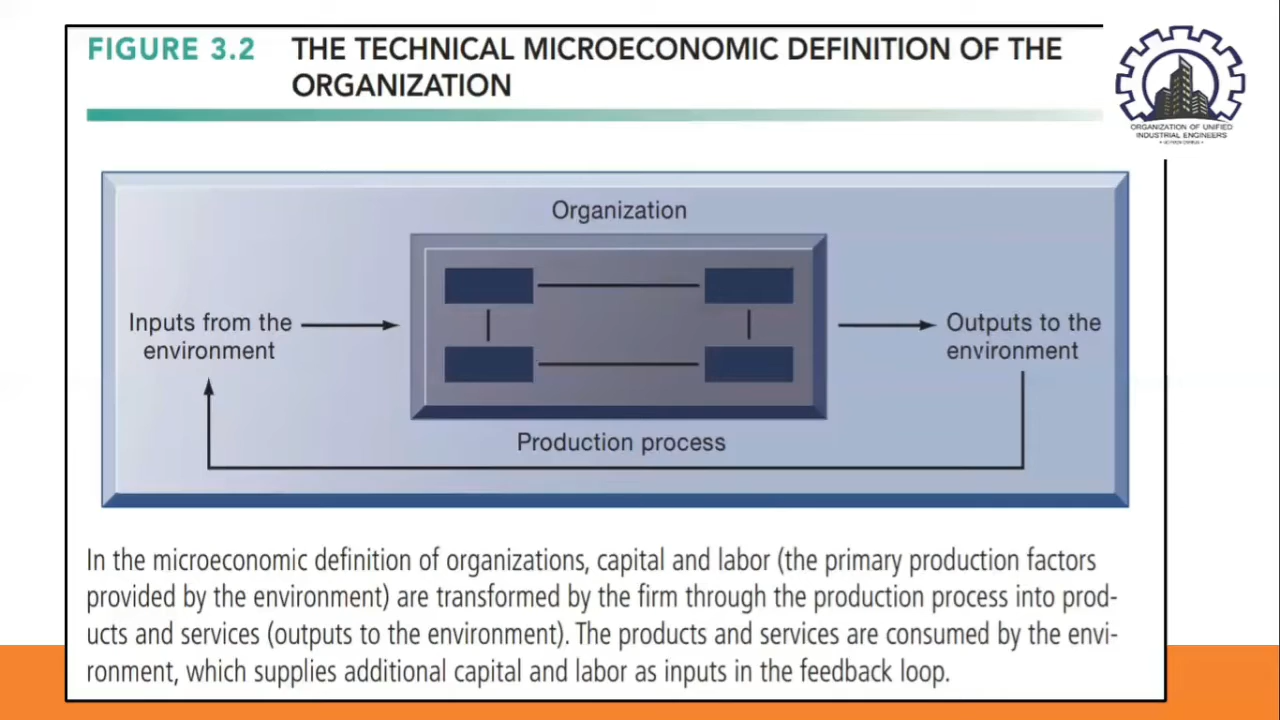 FIGURE 3.2 THE TECHNICAL MICROECONOMIC DEFINITION OF THE
ORGANIZATION
ORGANIZATION OF UNIFIED
INDUSTRIAL ENGINEERS
Organization
Inputs from the
environment
Outputs to the
environment
Production process
In the microeconomic definition of organizations, capital and labor (the primary production factors
provided by the environment) are transformed by the firm through the production process into prod-
ucts and services (outputs to the environment). The products and services are consumed by the envi-
ronment, which supplies additional capital and labor as inputs in the feedback loop.